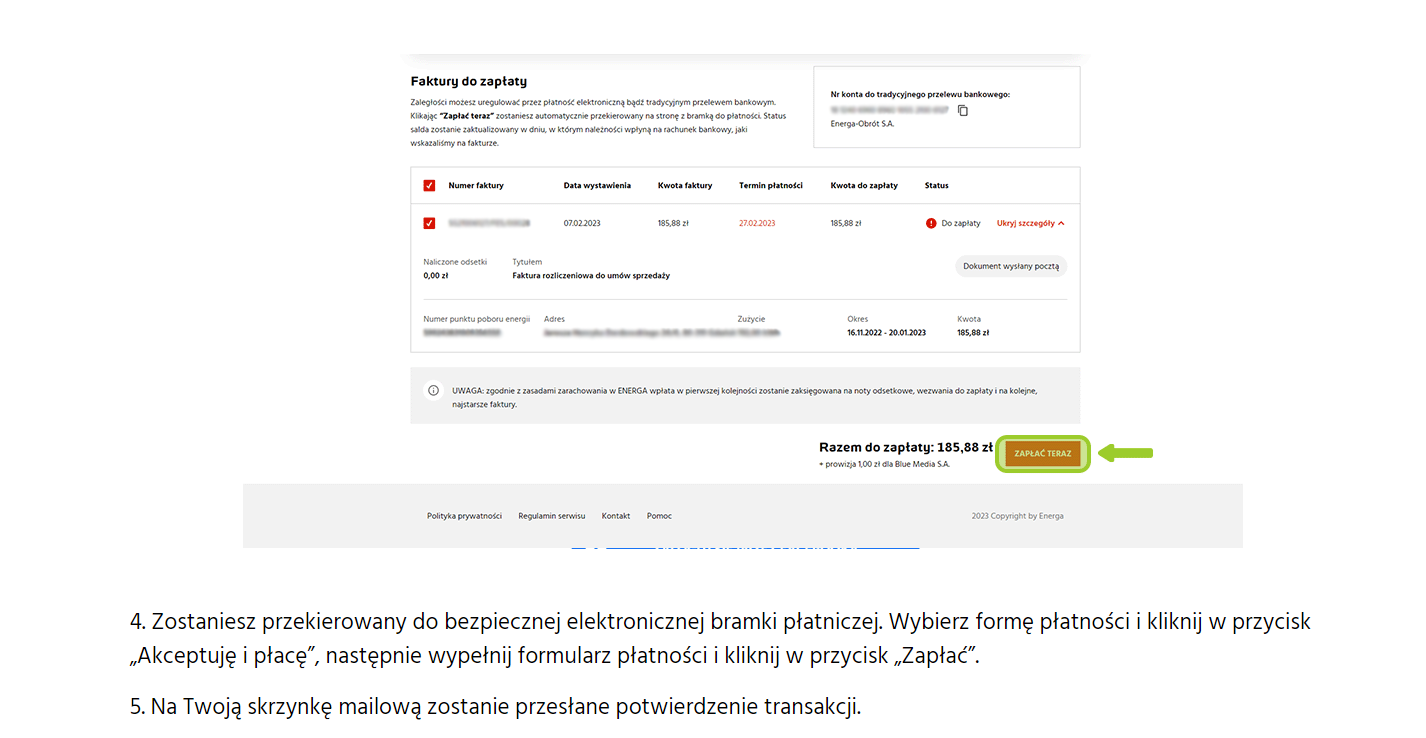 Faktury do zapłaty
Zaległości możesz uregulować przez płatność elektroniczną bądź tradycyjnym przelewem bankowym.
Klikając “Zapłać teraz” zostaniesz automatycznie przekierowany na stronę z bramką do płatności. Status
salda zostanie zaktualizowany w dniu, w którym należności wpłyną na rachunek bankowy, jaki
wskazaliśmy na fakturze.
Nr konta do tradycyjnego przelewu bankowego:
Energa-Obrót S.A.
Numer faktury Data wystawienia Kwota faktury Termin płatności Kwota do zapłaty Status
07.02.2023 185,88 zł 27.02.2023 185,88 zł Do zapłaty Ukryj szczegóły
Naliczone odsetki Tytułem
0,00 zł Faktura rozliczeniowa do umów sprzedaży
Dokument wysłany pocztą
Numer punktu poboru energii Adres Zużycie Okres Kwota
16.11.2022 - 20.01.2023 185,88 zł
UWAGA: zgodnie z zasadami zarachowania w ENERGA wpłata w pierwszej kolejności zostanie zaksięgowana na noty odsetkowe, wezwania do zapłaty i na kolejne,
najstarsze faktury.
Razem do zapłaty: 185,88 zł
+ prowizja 1,00 zł dla Blue Media S.A.
ZAPŁAĆ TERAZ
Polityka prywatności Regulamin serwisu Kontakt Pomoc 2023 Copyright by Energa
4. Zostaniesz przekierowany do bezpiecznej elektronicznej bramki płatniczej. Wybierz formę płatności i kliknij w przycisk
„Akceptuję i płacę”, następnie wypełnij formularz płatności i kliknij w przycisk „Zapłać”.
5. Na Twoją skrzynkę mailową zostanie przesłane potwierdzenie transakcji.